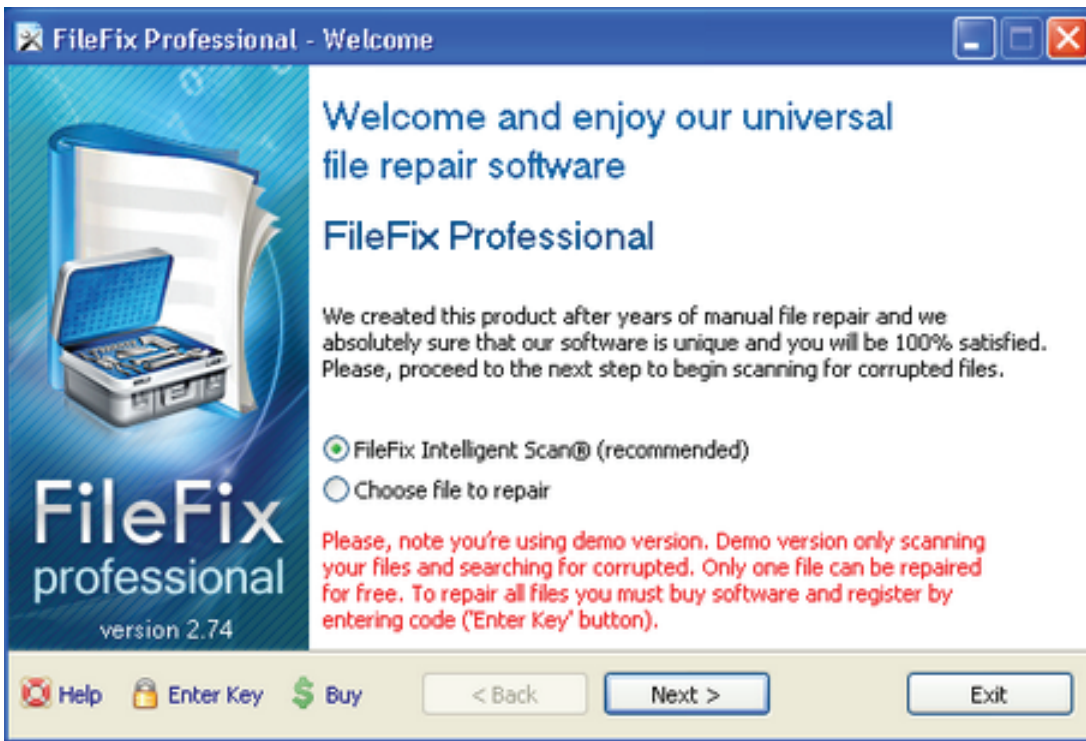 FileFix Professional - Welcome
Welcome and enjoy our universal
file repair software
FileFix Professional
We created this product after years of manual file repair and we
absolutely sure that our software is unique and you will be 100% satisfied.
Please, proceed to the next step to begin scanning for corrupted files.
FileFix Intelligent Scan® (recommended)
Choose file to repair
Please, note you're using demo version. Demo version only scanning
your files and searching for corrupted. Only one file can be repaired
for free. To repair all files you must buy software and register by
entering code ('Enter Key' button).
FileFix
professional
version 2.74
Help
Enter Key
Buy
< Back
Next >
Exit